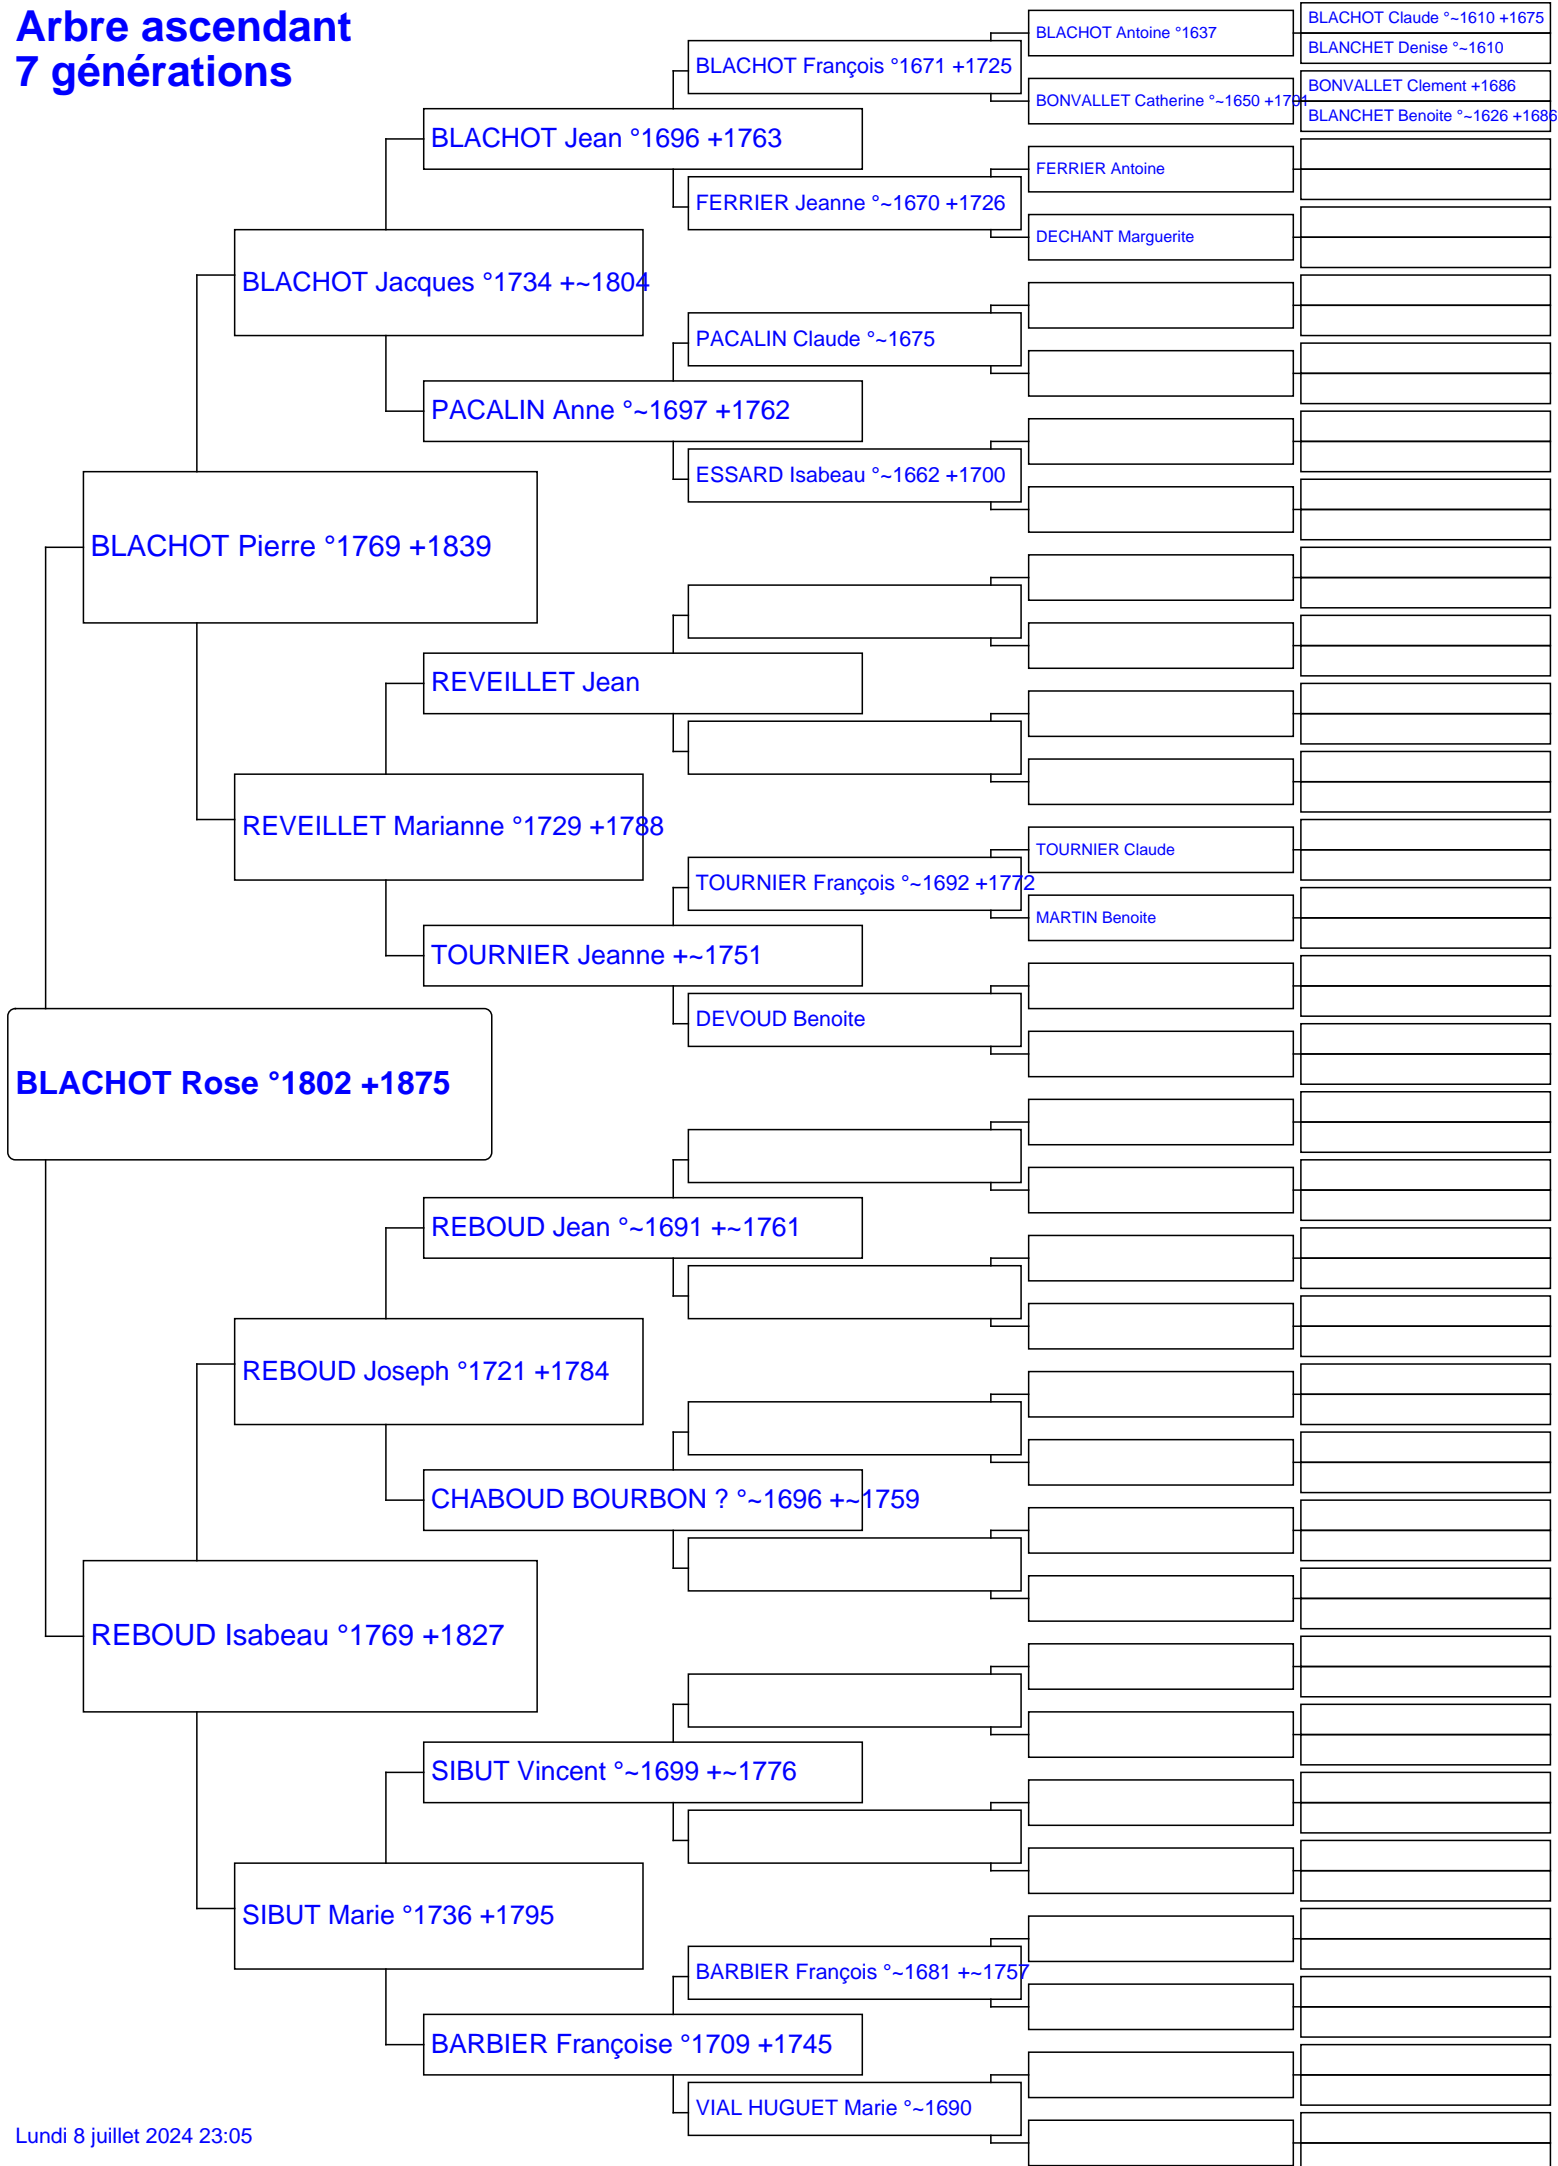 Arbre ascendant
7 générations
BLACHOT Claude °~1610 +1675
BLACHOT Antoine °1637
BLANCHET Denise °~1610
BLACHOT François °1671 +1725
BONVALLET Clement +1686
BONVALLET Catherine °~1650 +1701
BLANCHET Benoite °~1626 +1686
BLACHOT Jean °1696 +1763
FERRIER Antoine
FERRIER Jeanne °~1670 +1726
DECHANT Marguerite
BLACHOT Jacques °1734 +~1804
PACALIN Claude °~1675
PACALIN Anne °~1697 +1762
ESSARD Isabeau °~1662 +1700
BLACHOT Pierre °1769 +1839
REVEILLET Jean
REVEILLET Marianne °1729 +1788
TOURNIER Claude
TOURNIER François °~1692 +1772
MARTIN Benoite
TOURNIER Jeanne +~1751
DEVOUD Benoite
BLACHOT Rose °1802 +1875
REBOUD Jean °~1691 +~1761
REBOUD Joseph °1721 +1784
CHABOUD BOURBON ? °~1696 +~1759
REBOUD Isabeau °1769 +1827
SIBUT Vincent °~1699 +~1776
SIBUT Marie °1736 +1795
BARBIER François °~1681 +~1757
BARBIER Françoise °1709 +1745
VIAL HUGUET Marie °~1690
Lundi 8 juillet 2024 23:05